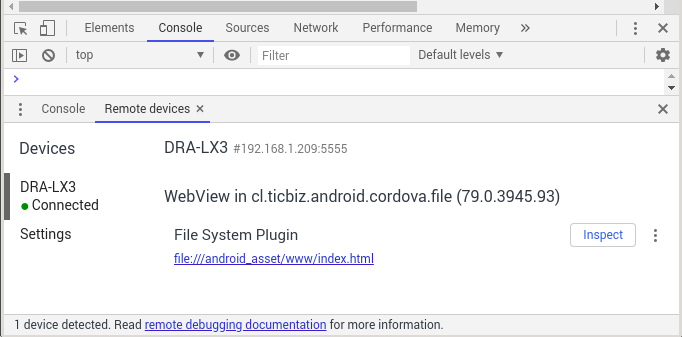 Elements Console Sources Network Performance Memory »
top Filter Default levels
>
Console Remote devices ×
Devices
DRA-LX3 #192.168.1.209:5555
DRA-LX3
Connected
WebView in cl.ticbiz.android.cordova.file (79.0.3945.93)
Settings
File System Plugin
Inspect
file:///android_asset/www/index.html
1 device detected. Read remote debugging documentation for more information.